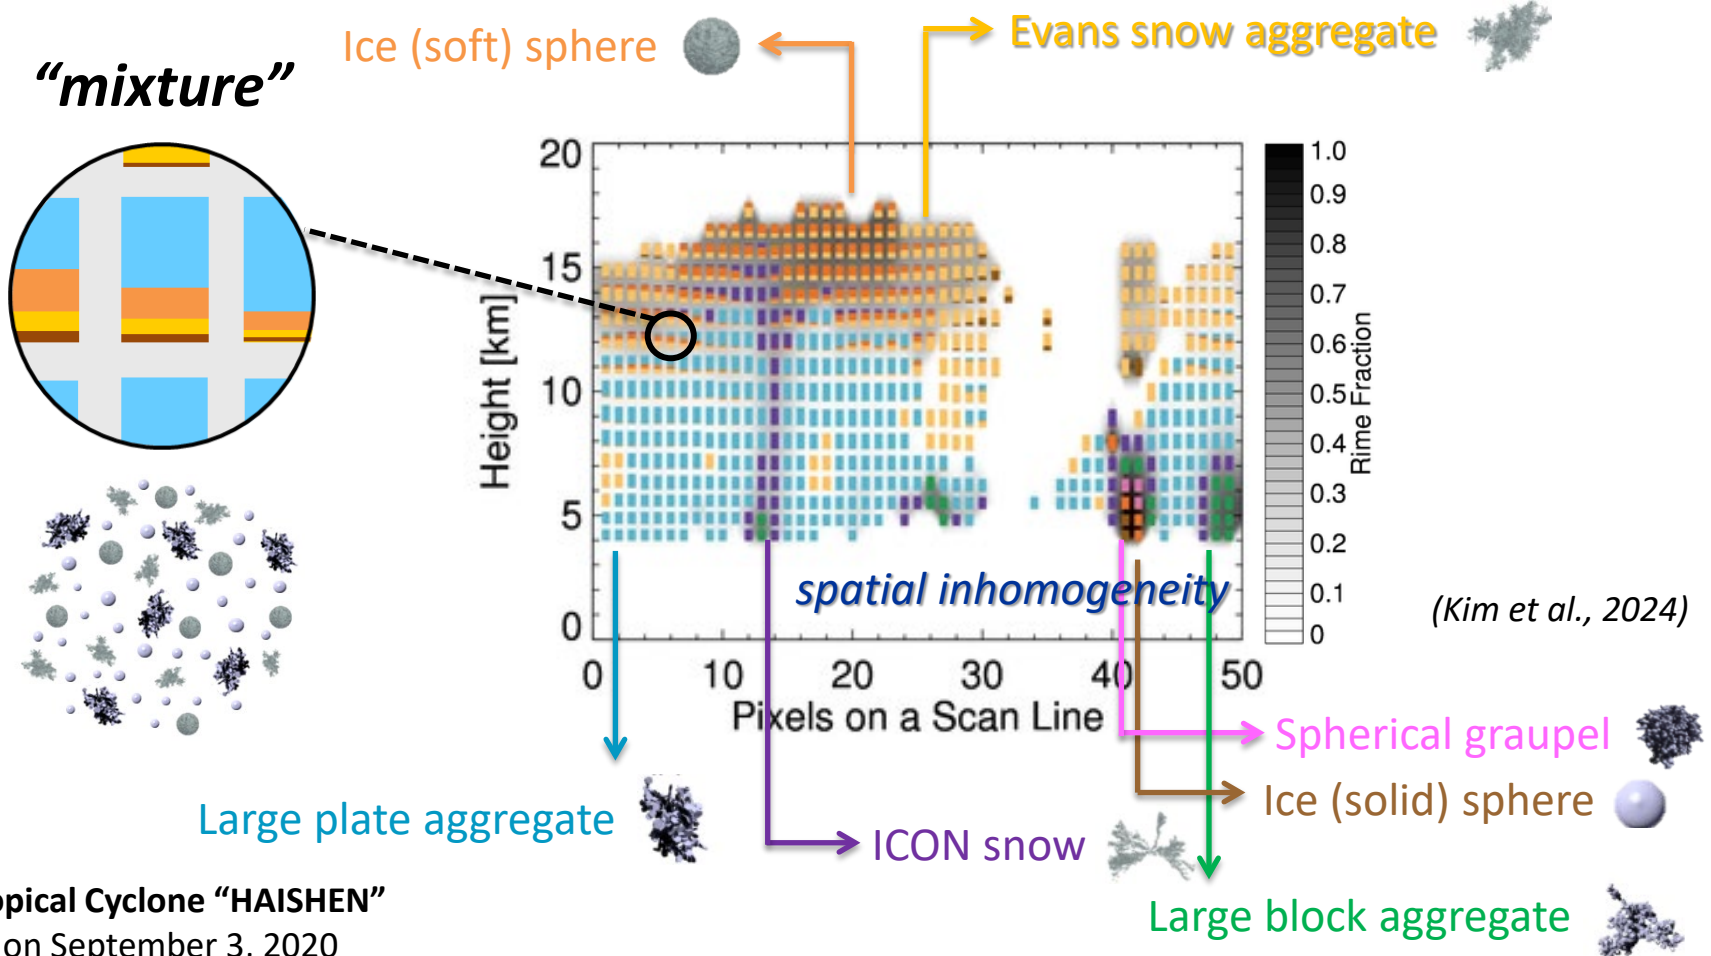 Ice (soft) sphere
Evans snow aggregate
“mixture”
20
15
10
5
0
Height [km]
0 10 20 30 40 50
Pixels on a Scan Line
1.0
0.9
0.8
0.7
0.6
0.5
0.4
0.3
0.2
0.1
0
Rime Fraction
spatial inhomogeneity
(Kim et al., 2024)
Spherical graupel
Ice (solid) sphere
Large plate aggregate
ICON snow
Large block aggregate
opical Cyclone “HAISHEN”
on September 3, 2020